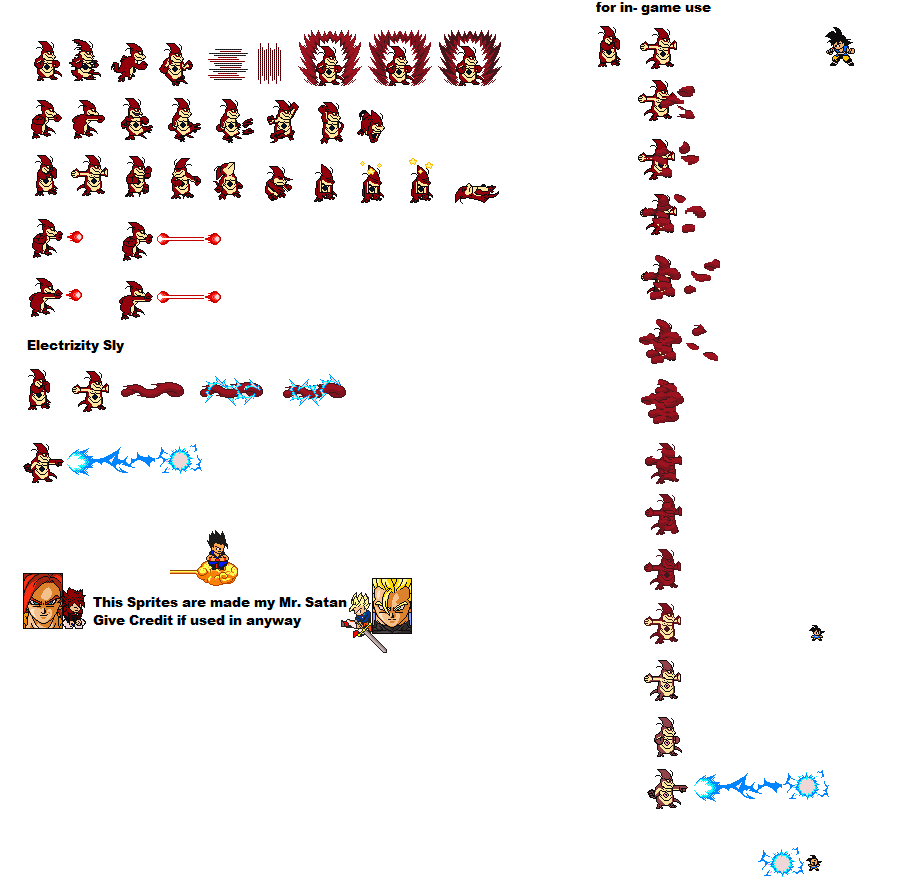 for in- game use
Electrizity Sly
This Sprites are made my Mr. Satan
Give Credit if used in anyway